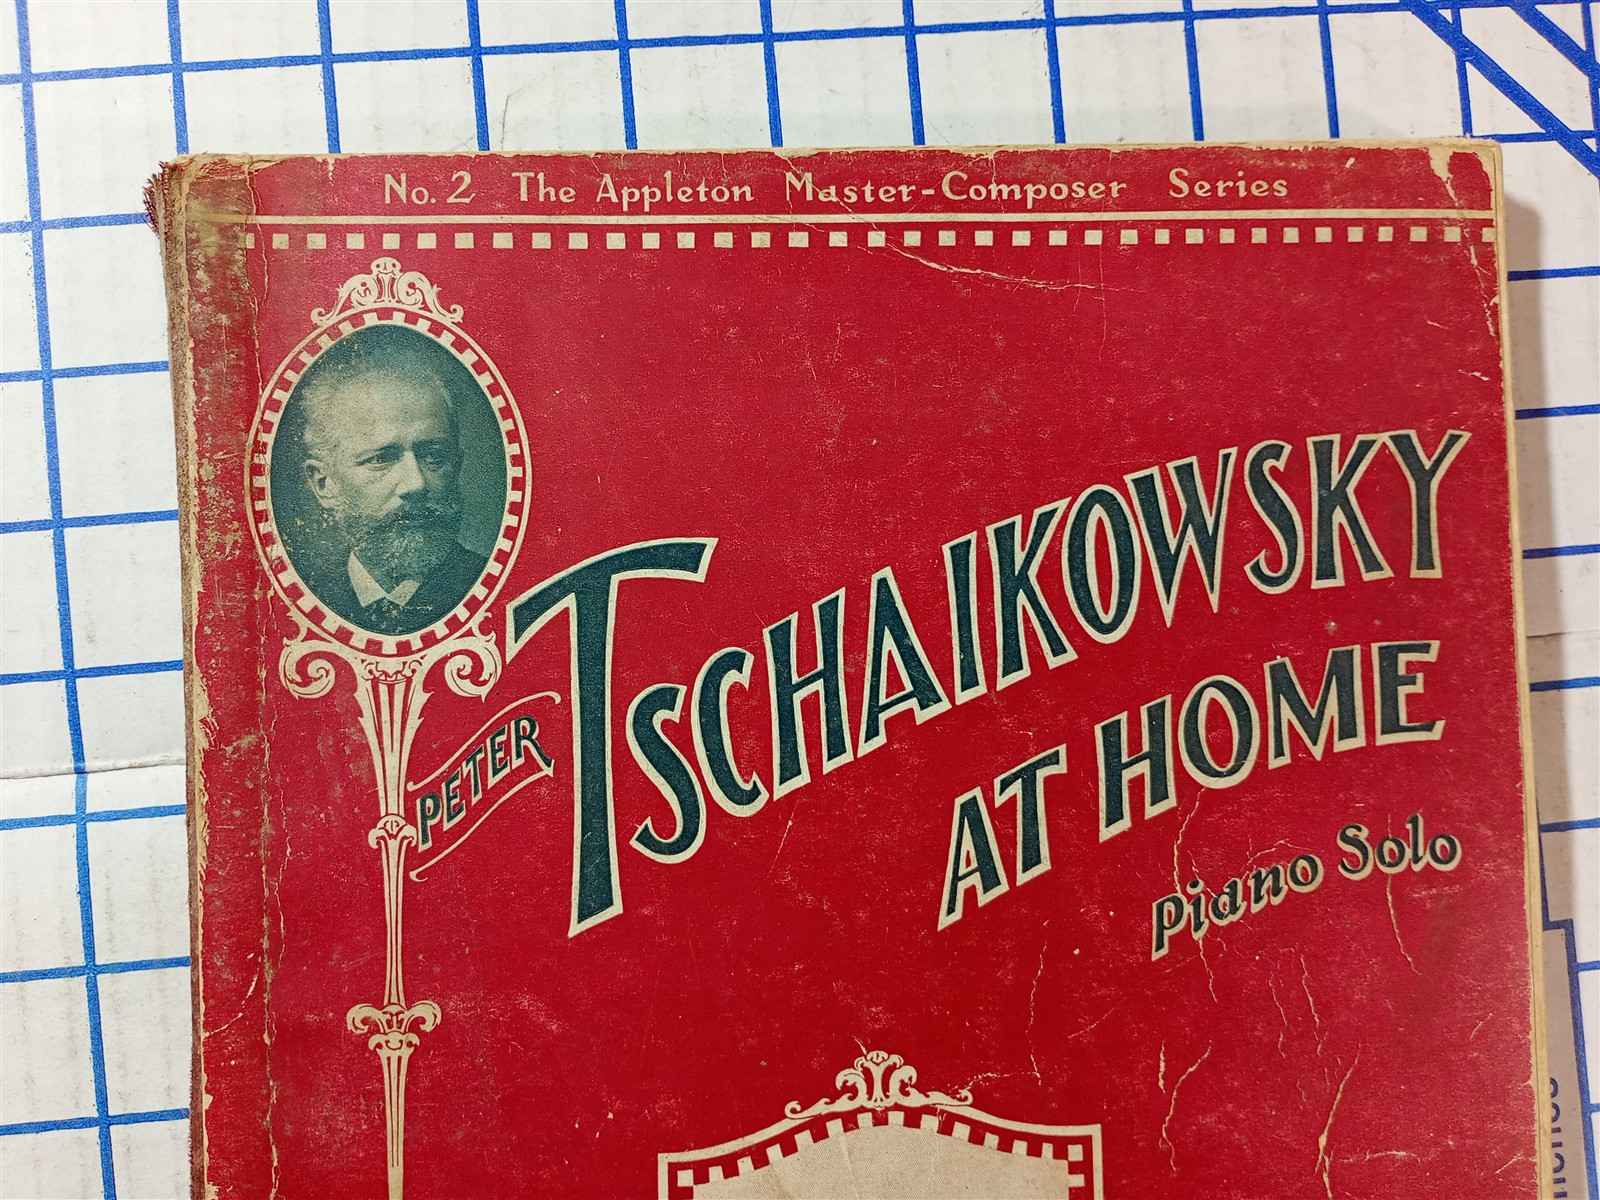 No. 2 The Appleton Master-Composer Series
PETER
TSCHAIKOWSKY
AT HOME
Piano Solo